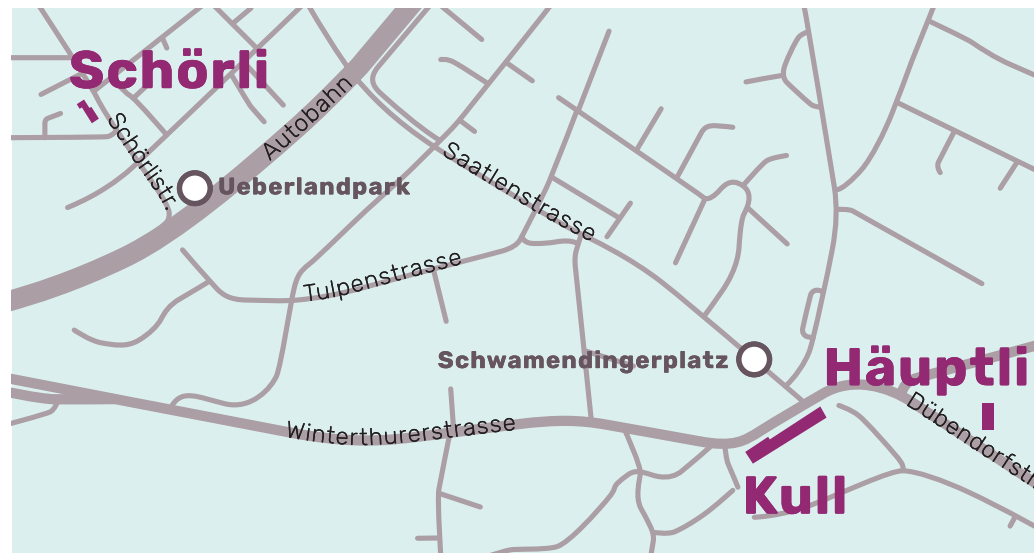 Schörli
Schörlistr.
Autobahn
Ueberlandpark
Saatlenstrasse
Tulpenstrasse
Schwamendingerplatz
Häuptli
Winterthurerstrasse
Kull